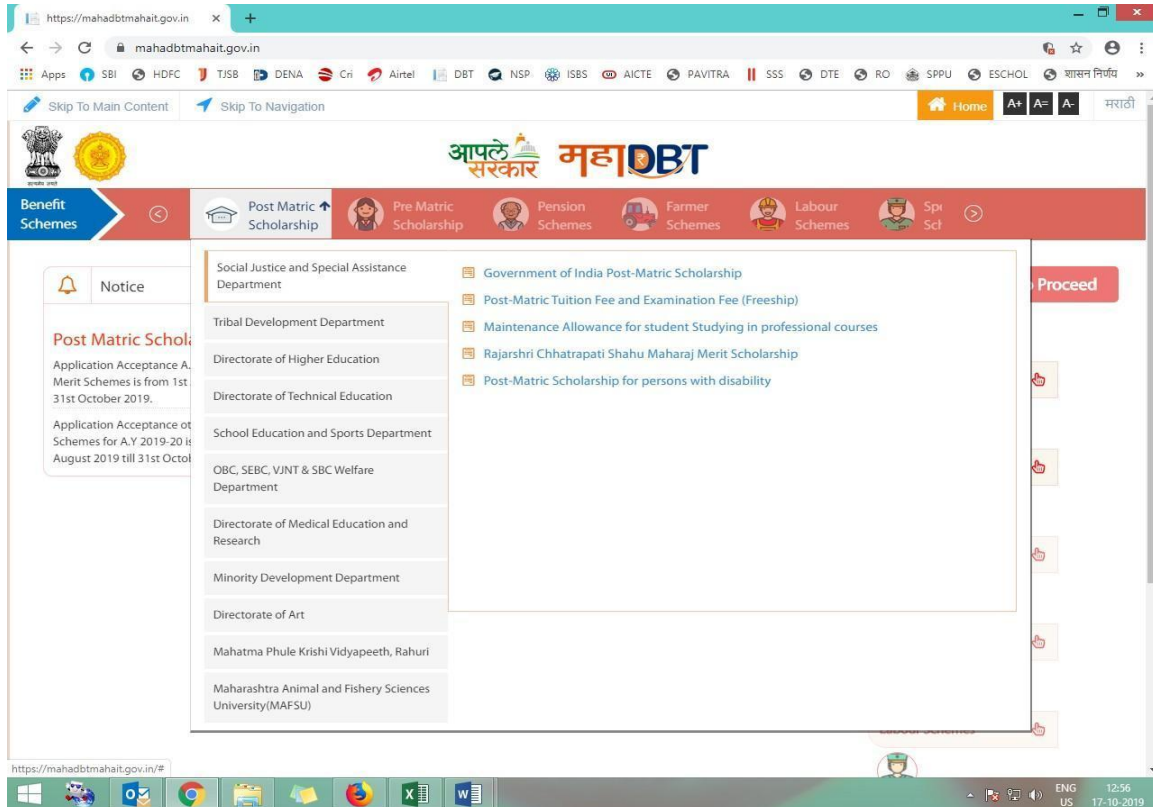 https://mahadbtmahait.gov.in
mahadbtmahait.gov.in
Apps SBI HDFC TJSB DENA Cri Airtel DBT NSP ISBS AICTE PAVITRA SSS DTE RO SPPU ESCHOL शासन निर्णय »
Skip To Main Content Skip To Navigation Home A+ A= A- मराठी
सत्यमेव जयते
आपले सरकार महाDBT
Benefit Schemes
Post Matric Scholarship
Pre Matric Scholarship
Pension Schemes
Farmer Schemes
Labour Schemes
Notice
Proceed
Post Matric
Application Acceptance A.
Merit Schemes is from 1st
31st October 2019.
Application Acceptance
Schemes for A.Y 2019-20
August 2019 till 31st
Social Justice and Special Assistance
Department
Tribal Development Department
Directorate of Higher Education
Directorate of Technical Education
School Education and Sports Department
OBC, SEBC, VJNT & SBC Welfare
Department
Directorate of Medical Education and
Research
Minority Development Department
Directorate of Art
Mahatma Phule Krishi Vidyapeeth, Rahuri
Maharashtra Animal and Fishery Sciences
University(MAFSU)
Government of India Post-Matric Scholarship
Post-Matric Tuition Fee and Examination Fee (Freeship)
Maintenance Allowance for student Studying in professional courses
Rajarshri Chhatrapati Shahu Maharaj Merit Scholarship
Post-Matric Scholarship for persons with disability
https://mahadbtmahait.gov.in/#
ENG 12:56
US 17-10-2019